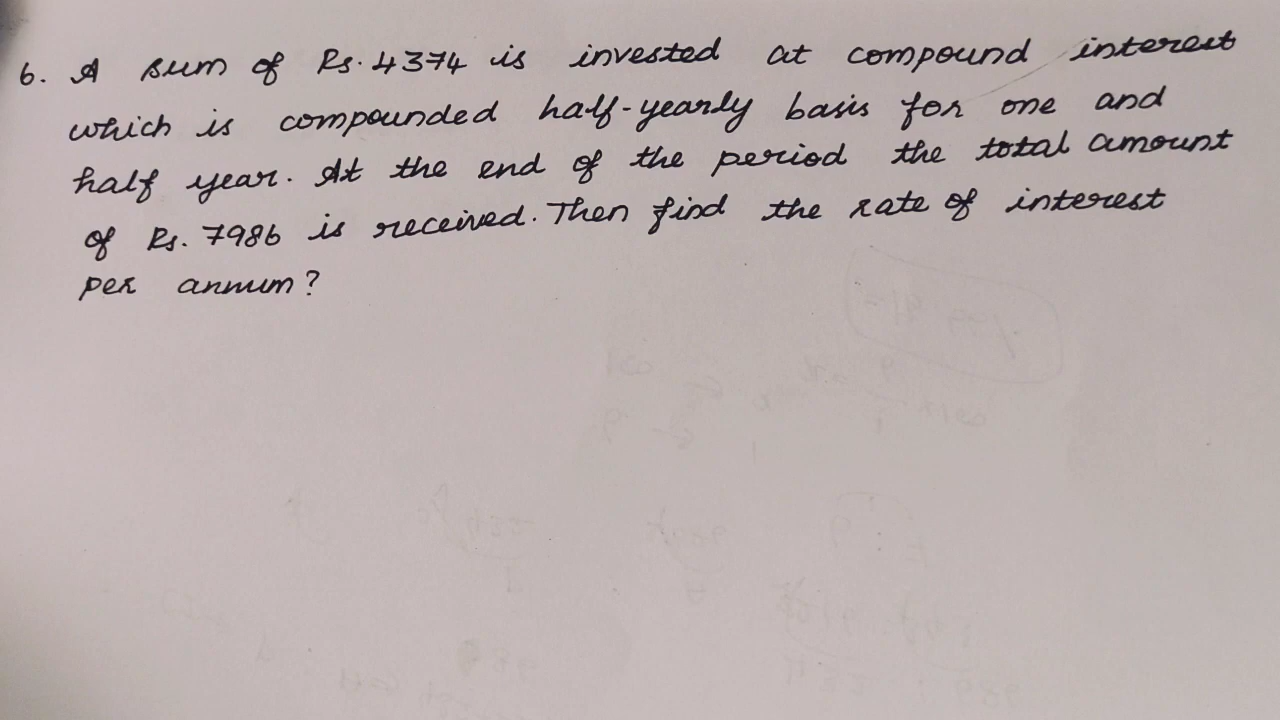 6. A sum of Rs. 4374 is invested at compound interest
which is compounded half-yearly basis for one and
half year. At the end of the period the total amount
of Rs. 7986 is received. Then find the rate of interest
per annum?